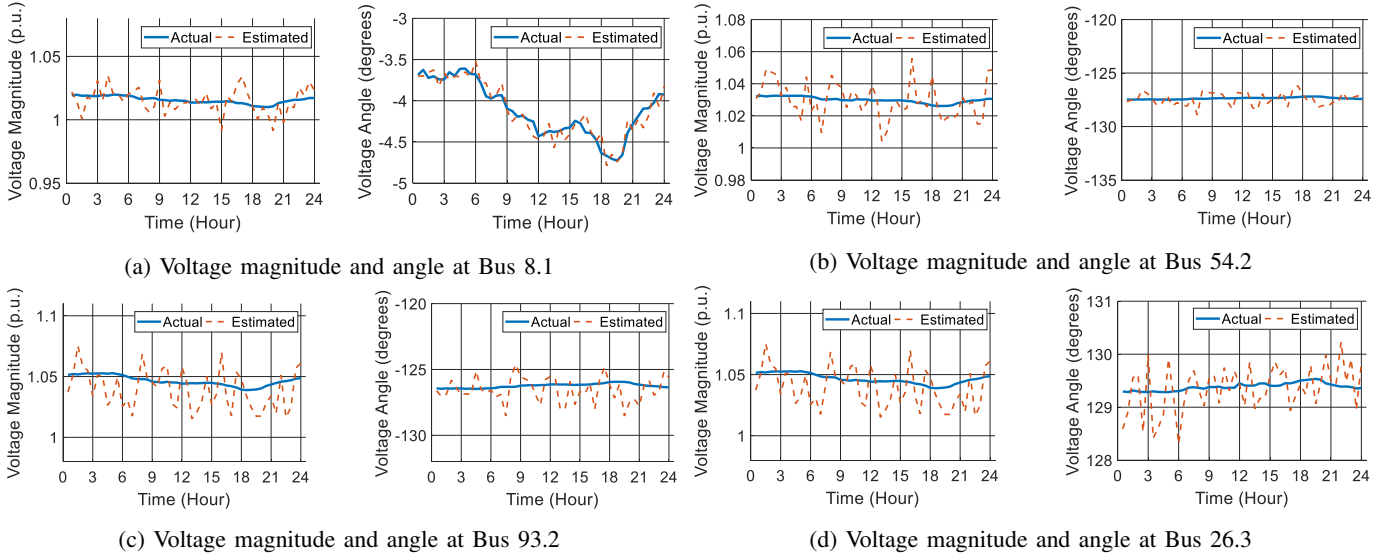 Voltage Magnitude (p.u.)
1.05
1
0.95
Actual Estimated
0 3 6 9 12 15 18 21 24
Time (Hour)
Voltage Angle (degrees)
-3
-3.5
-4
-4.5
-5
Actual Estimated
0 3 6 9 12 15 18 21 24
Time (Hour)
(a) Voltage magnitude and angle at Bus 8.1
Voltage Magnitude (p.u.)
1.08
1.06
1.04
1.02
1
0.98
Actual Estimated
0 3 6 9 12 15 18 21 24
Time (Hour)
Voltage Angle (degrees)
-120
-125
-130
-135
Actual Estimated
0 3 6 9 12 15 18 21 24
Time (Hour)
(b) Voltage magnitude and angle at Bus 54.2
Voltage Magnitude (p.u.)
1.1
1.05
1
Actual Estimated
0 3 6 9 12 15 18 21 24
Time (Hour)
Voltage Angle (degrees)
-120
-125
-130
Actual Estimated
0 3 6 9 12 15 18 21 24
Time (Hour)
(c) Voltage magnitude and angle at Bus 93.2
Voltage Magnitude (p.u.)
1.1
1.05
1
Actual Estimated
0 3 6 9 12 15 18 21 24
Time (Hour)
Voltage Angle (degrees)
131
130
129
128
Actual Estimated
0 3 6 9 12 15 18 21 24
Time (Hour)
(d) Voltage magnitude and angle at Bus 26.3